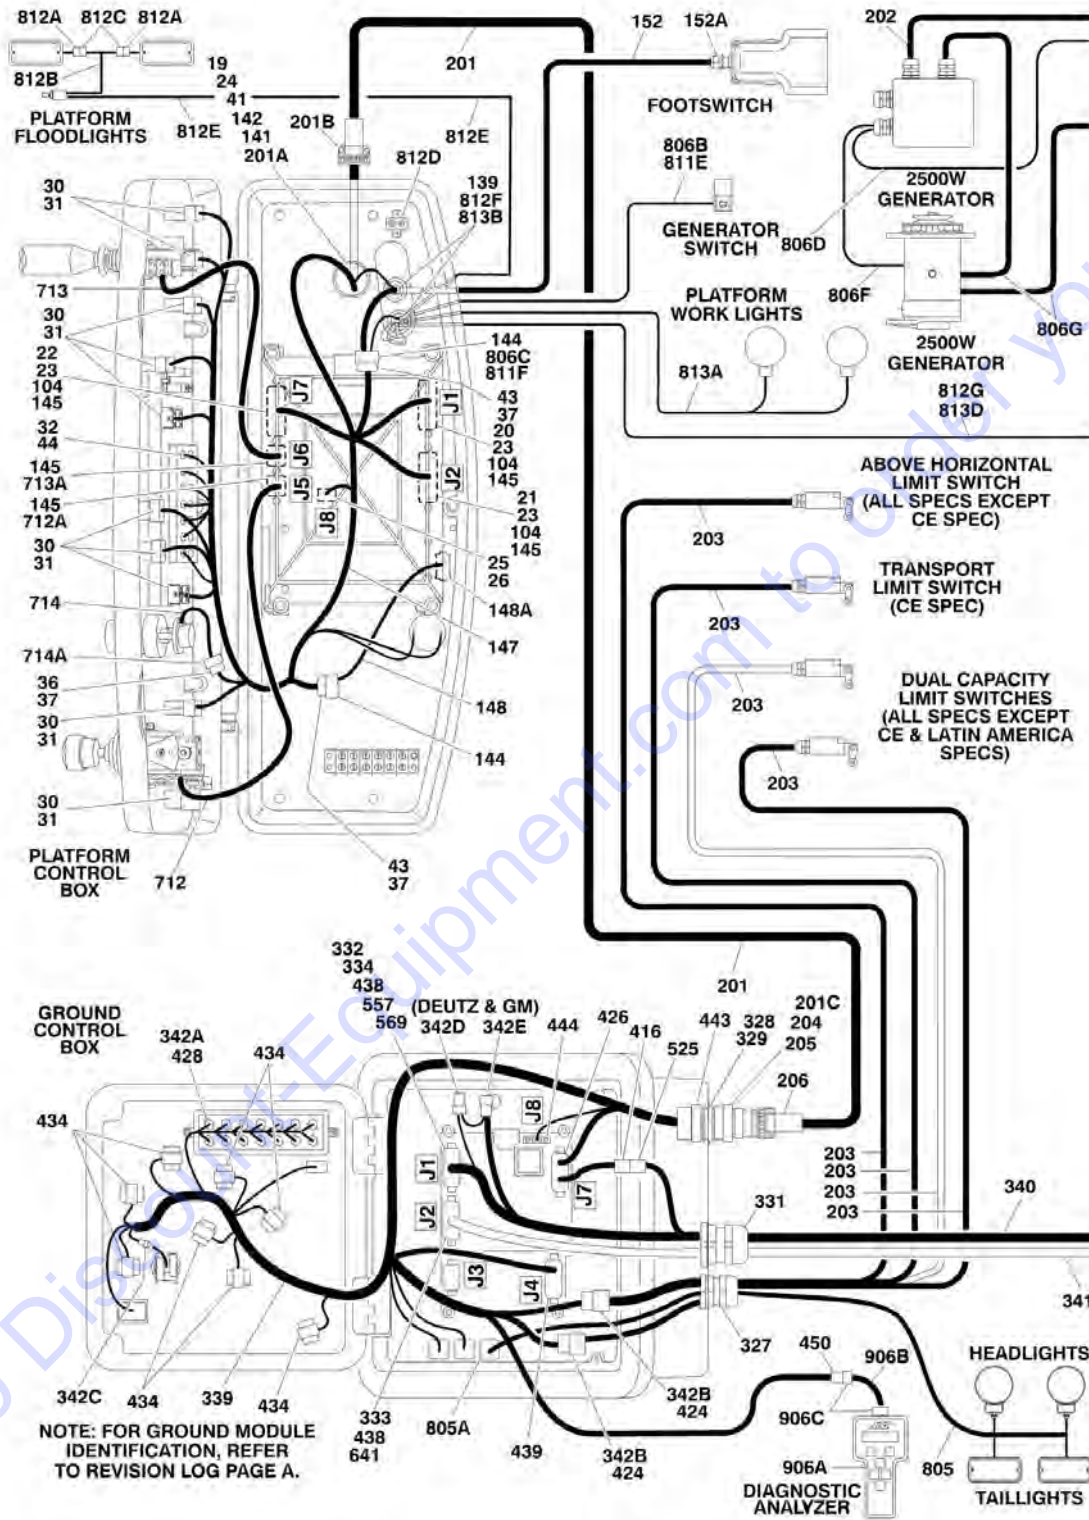 812A 812C 812A
812B
PLATFORM
FLOODLIGHTS
812E
19
24
41
142
141
201A
201B
201
812E
812D
152 152A
FOOTSWITCH
202
806B
811E
GENERATOR
SWITCH
2500W
GENERATOR
806D
806F
806G
2500W
GENERATOR
812G
813D
139
812F
813B
PLATFORM
WORK LIGHTS
813A
30
31
713
30
31
22
23
104
145
32
44
145
713A
145
712A
30
31
714
714A
36
37
30
31
30
31
PLATFORM
CONTROL
BOX
712
J7
J6
J5
J8
J1
J2
144
806C
811F
43
37
20
23
104
145
21
23
104
145
25
26
148A
147
148
144
43
37
ABOVE HORIZONTAL
LIMIT SWITCH
(ALL SPECS EXCEPT
CE SPEC)
203
TRANSPORT
LIMIT SWITCH
(CE SPEC)
203
DUAL CAPACITY
LIMIT SWITCHES
(ALL SPECS EXCEPT
CE & LATIN AMERICA
SPECS)
203
203
201
GROUND
CONTROL
BOX
332
334
438
557
569
(DEUTZ & GM)
342D 342E
444
426
416
525
443
328
329
201C
204
205
206
342A
428
434
434
J8
J1
J7
J2
J3
J4
331
203
203
203
203
340
341
327
342C
434
339
434
NOTE: FOR GROUND MODULE
IDENTIFICATION, REFER
TO REVISION LOG PAGE A.
333
438
641
805A
439
342B
424
342B
424
450
906B
906C
906A
DIAGNOSTIC
ANALYZER
805
HEADLIGHTS
TAILLIGHTS
Discount-Equipment.com to order yo